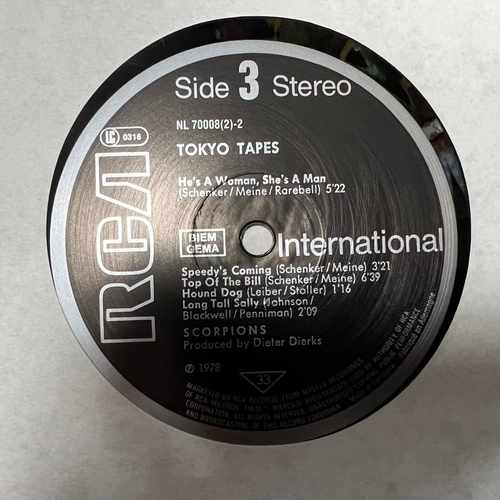 Side 3 Stereo
LC 0316
NL 70008(2)-2
TOKYO TAPES
He's A Woman, She's A Man
(Schenker/Meine/Rarebell) 5'22
RCA
BIEM
GEMA
International
Speedy's Coming (Schenker/Meine) 3'21
Top Of The Bill (Schenker/Meine) 6'39
Hound Dog (Leiber/Stoller) 1'16
Long Tall Sally (Johnson/
Blackwell/Penniman) 2'09
SCORPIONS
Produced by Dieter Dierks
℗ 1978
33